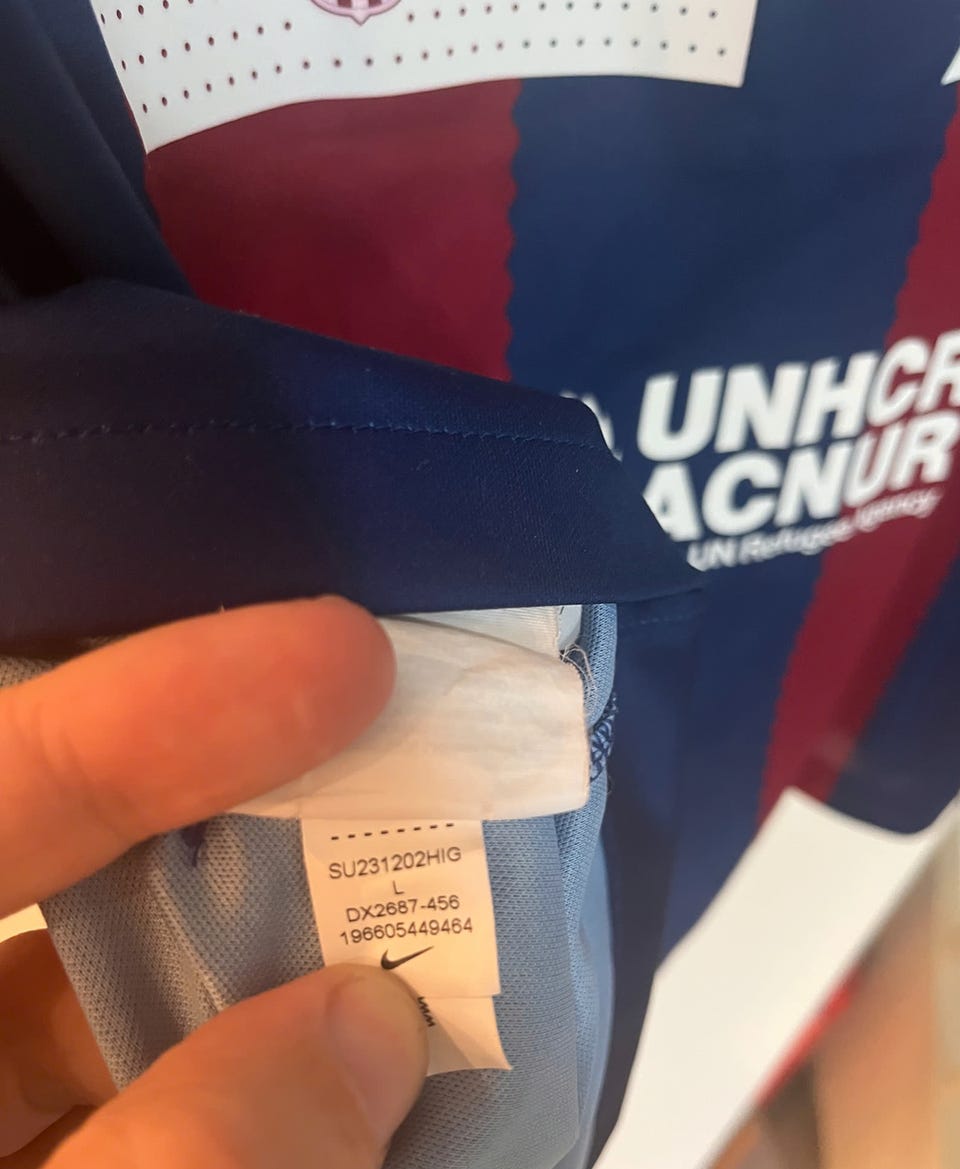 UNHCR
ACNUR
UN Refugee Agency
SU231202HIG
L
DX2687-456
196605449464